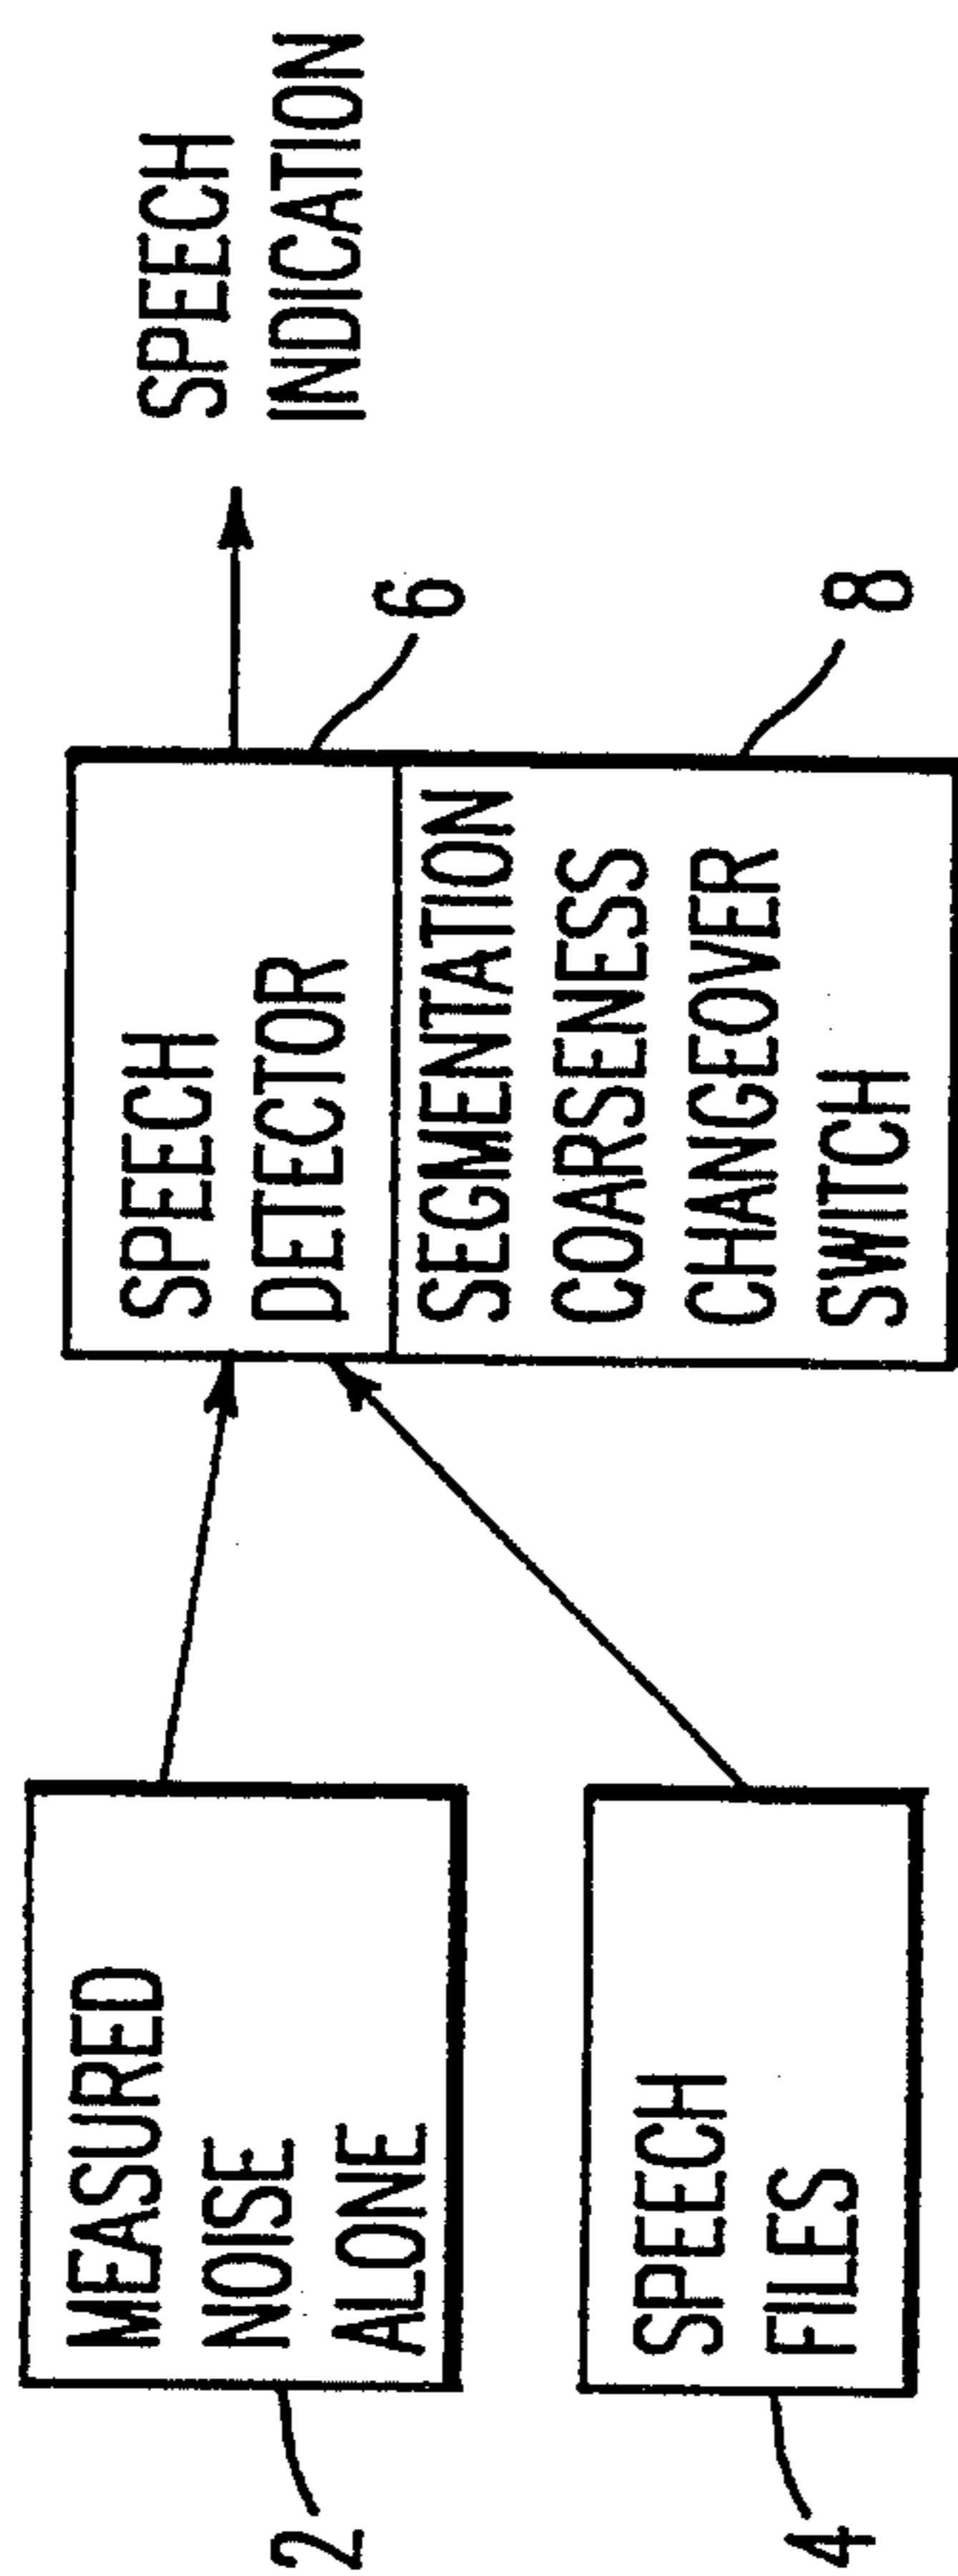 MEASURED
NOISE
ALONE
2
SPEECH
FILES
4
SPEECH
DETECTOR
6
SEGMENTATION
COARSENESS
CHANGEOVER
SWITCH
8
SPEECH
INDICATION